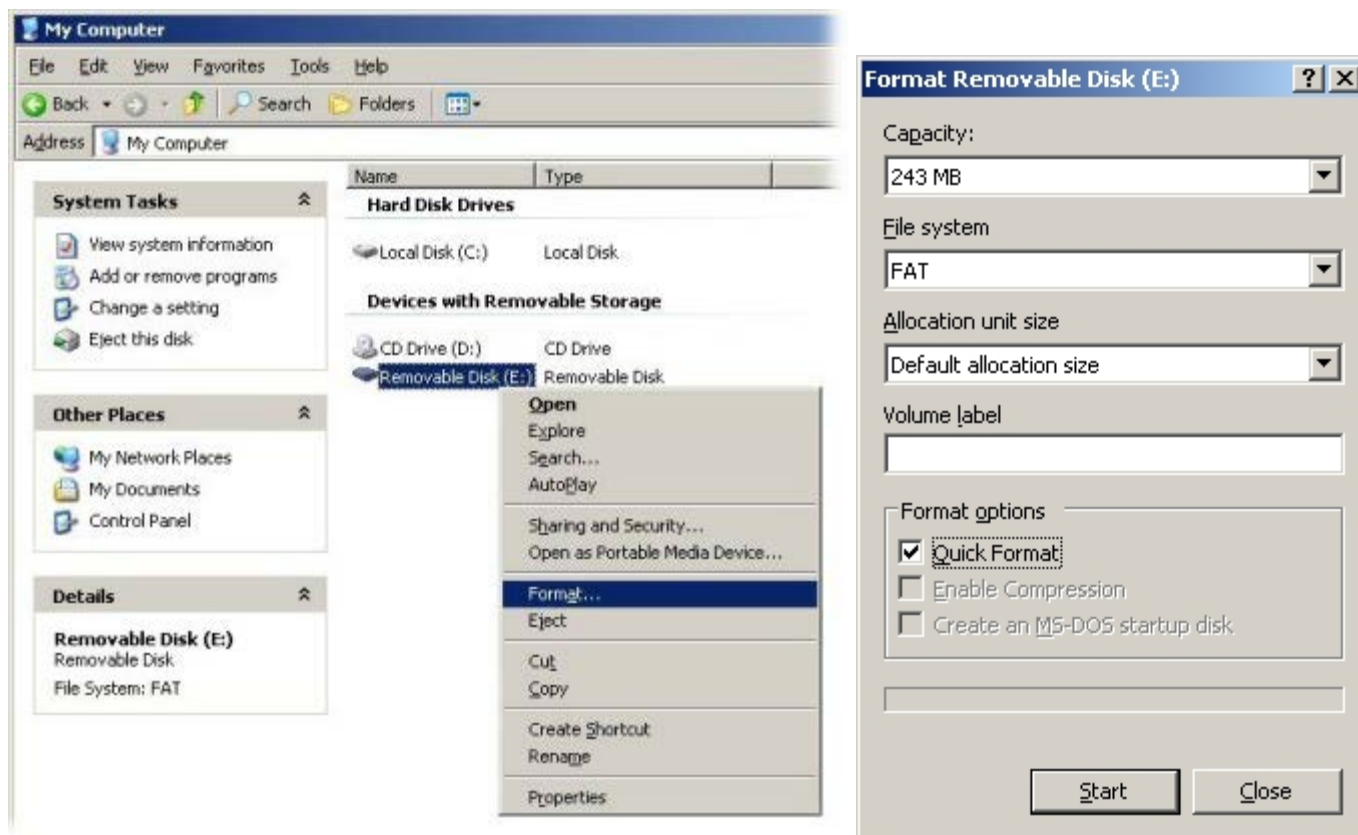 My Computer
File Edit View Favorites Tools Help
Back Search Folders
Address My Computer
System Tasks
View system information
Add or remove programs
Change a setting
Eject this disk
Other Places
My Network Places
My Documents
Control Panel
Details
Removable Disk (E:)
Removable Disk
File System: FAT
Name Type
Hard Disk Drives
Local Disk (C:) Local Disk
Devices with Removable Storage
CD Drive (D:) CD Drive
Removable Disk (E:) Removable Disk
Open
Explore
Search...
AutoPlay
Sharing and Security...
Open as Portable Media Device...
Format...
Eject
Cut
Copy
Create Shortcut
Rename
Properties
Format Removable Disk (E:)
Capacity:
243 MB
File system
FAT
Allocation unit size
Default allocation size
Volume label
Format options
Quick Format
Enable Compression
Create an MS-DOS startup disk
Start Close